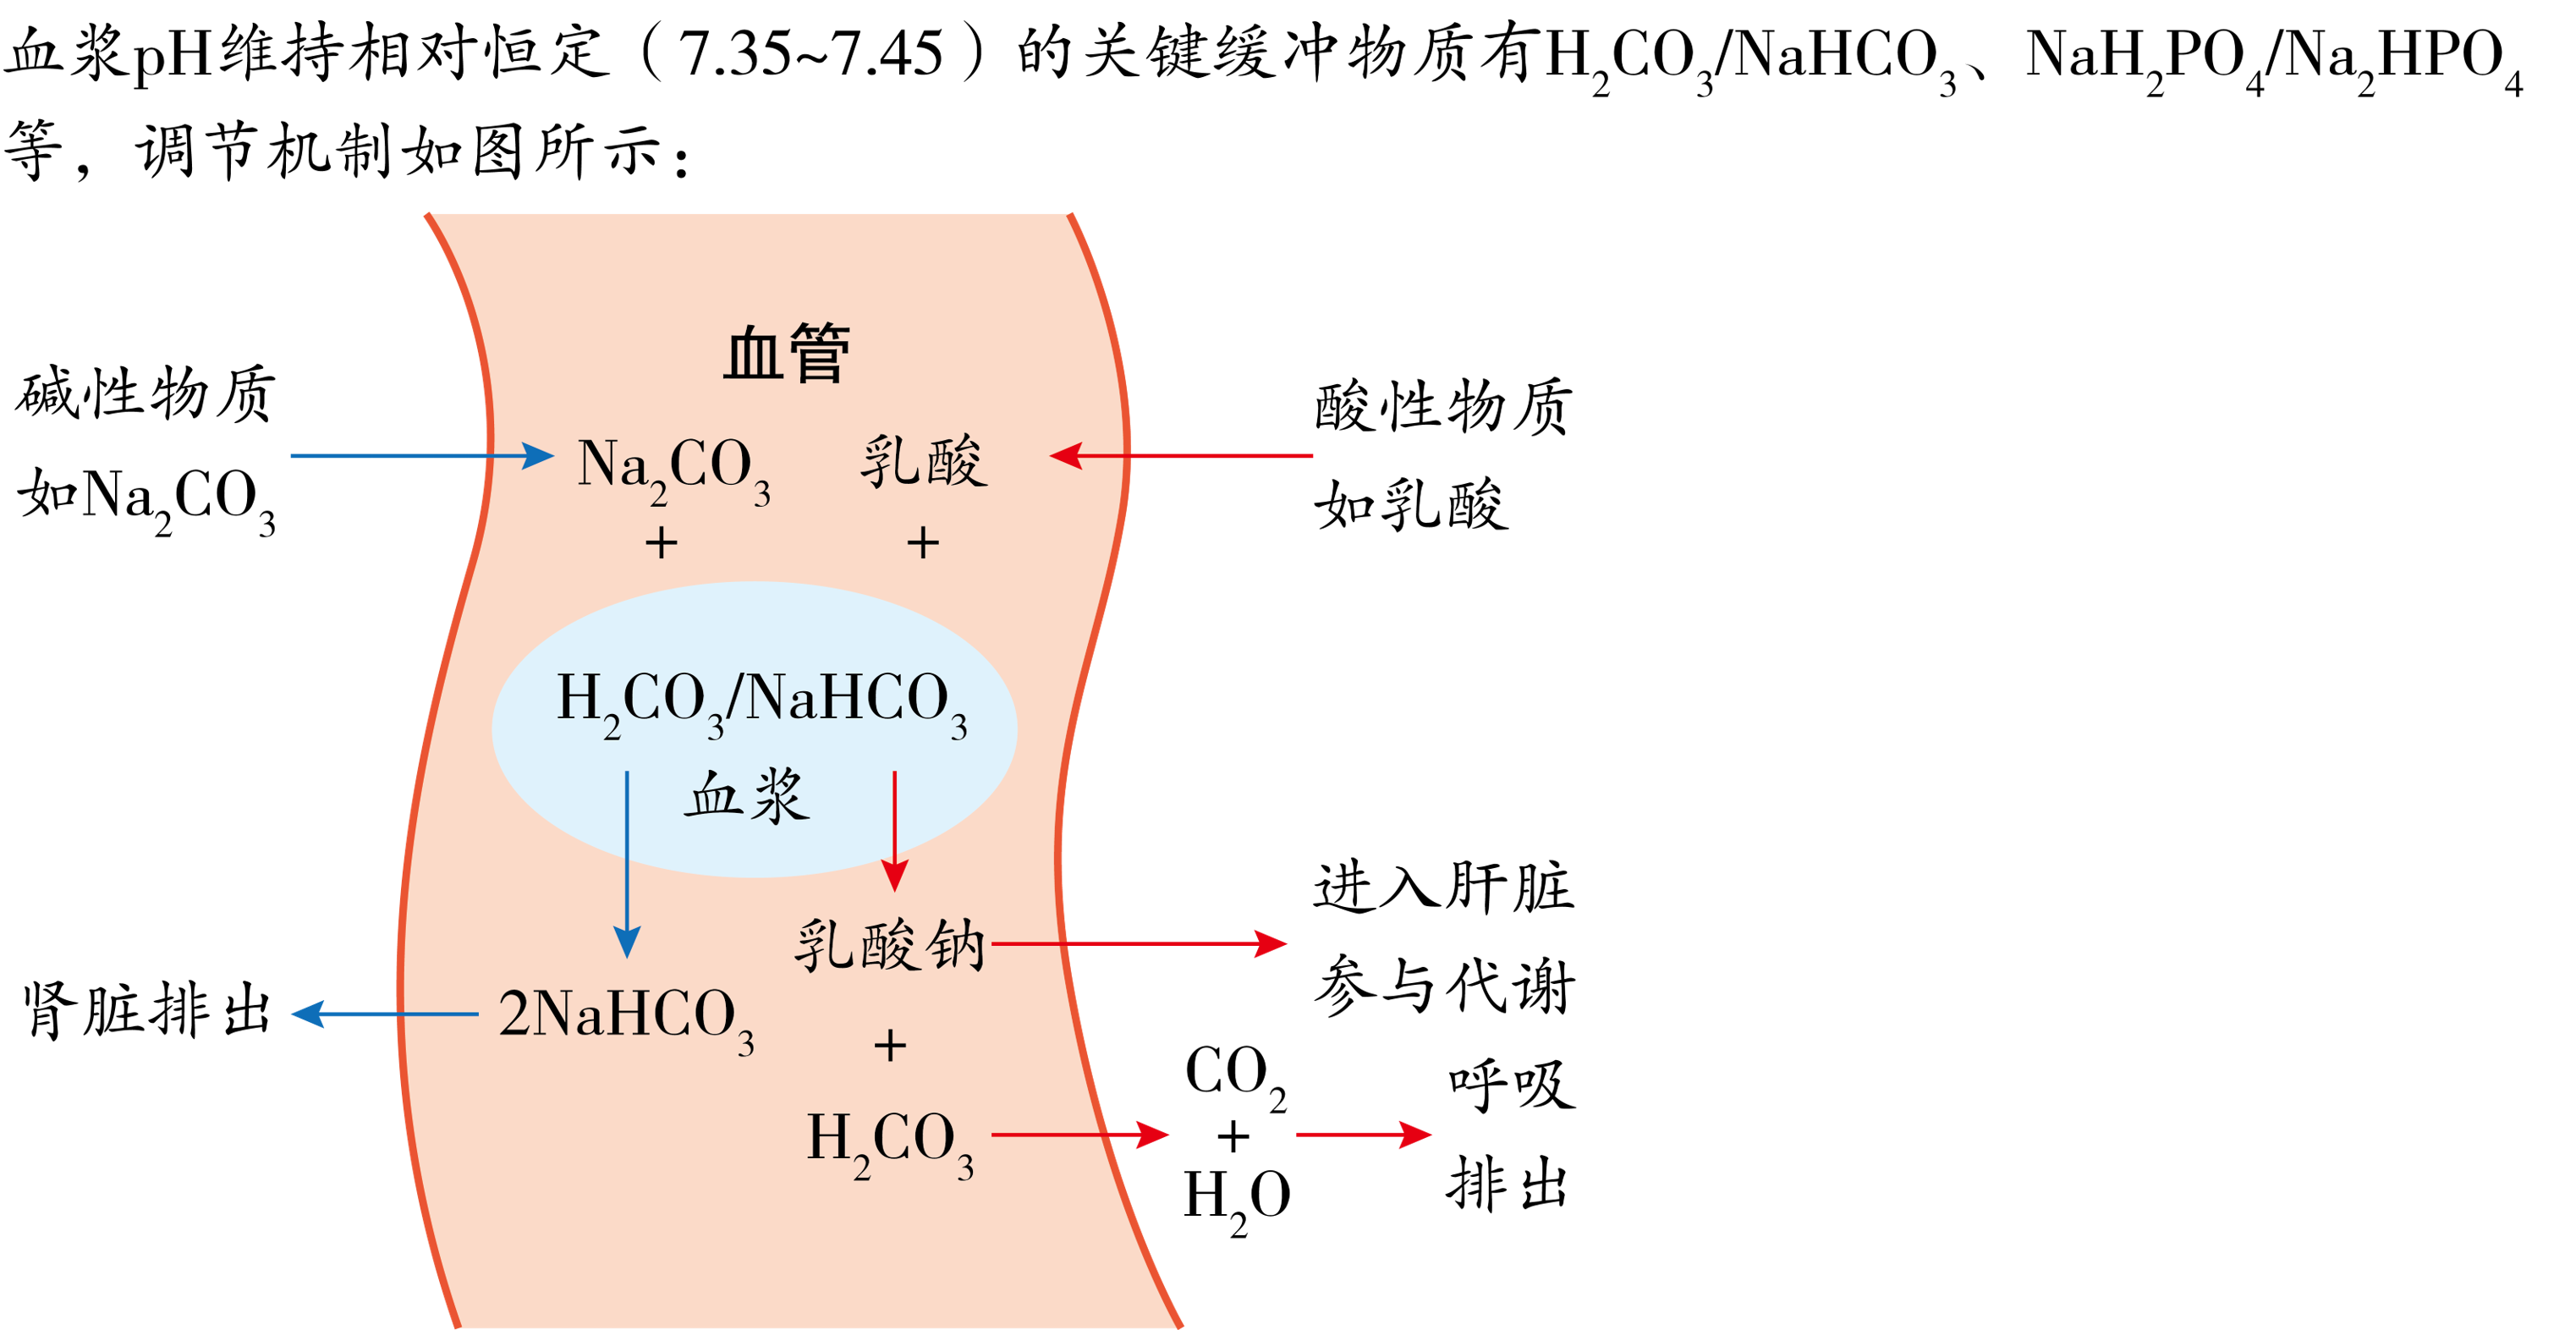 血浆pH维持相对恒定（7.35~7.45）的关键缓冲物质有H₂CO₃/NaHCO₃、NaH₂PO₄/Na₂HPO₄
等，调节机制如图所示：
血管
碱性物质
如Na₂CO₃
Na₂CO₃
+
乳酸
+
酸性物质
如乳酸
H₂CO₃/NaHCO₃
血浆
乳酸钠
+
H₂CO₃
进入肝脏
参与代谢
肾脏排出
2NaHCO₃
CO₂
+
H₂O
呼吸
排出